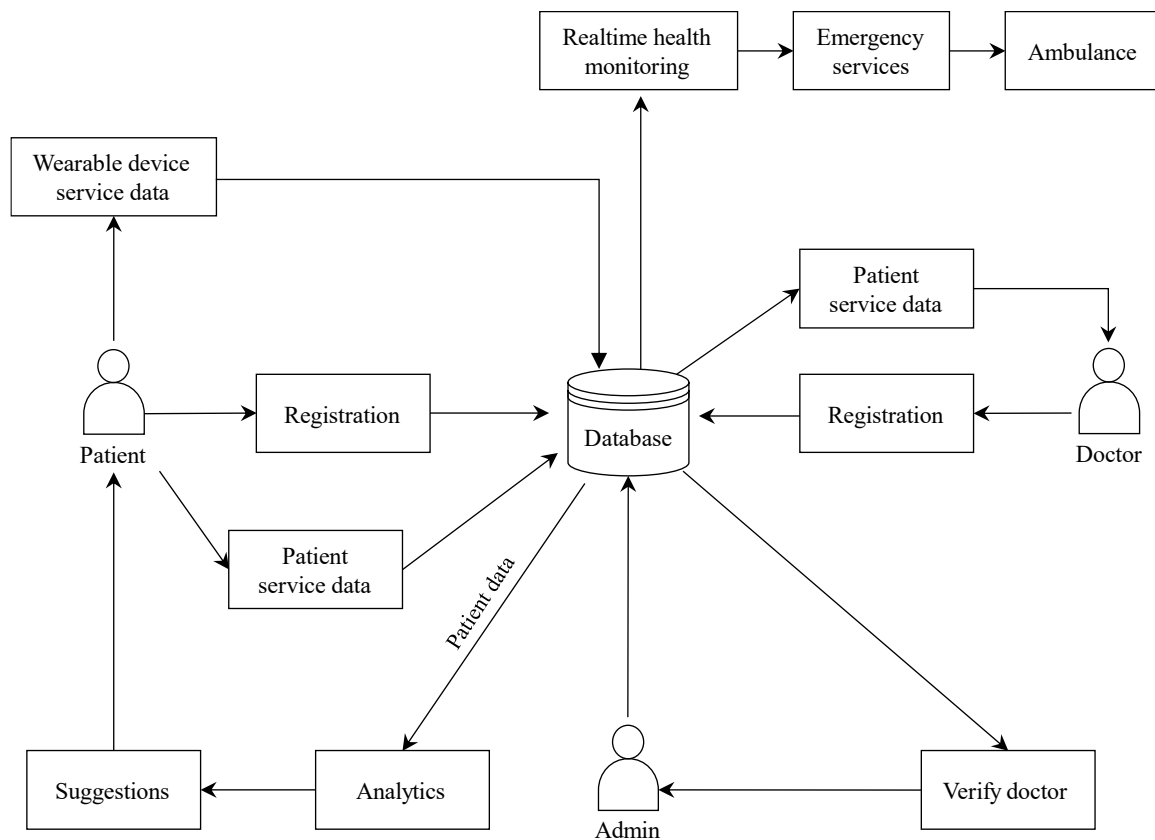 Realtime health
monitoring
Emergency
services
Ambulance
Wearable device
service data
Patient
service data
Registration
Database
Registration
Patient
Doctor
Patient
service data
Patient data
Suggestions
Analytics
Admin
Verify doctor